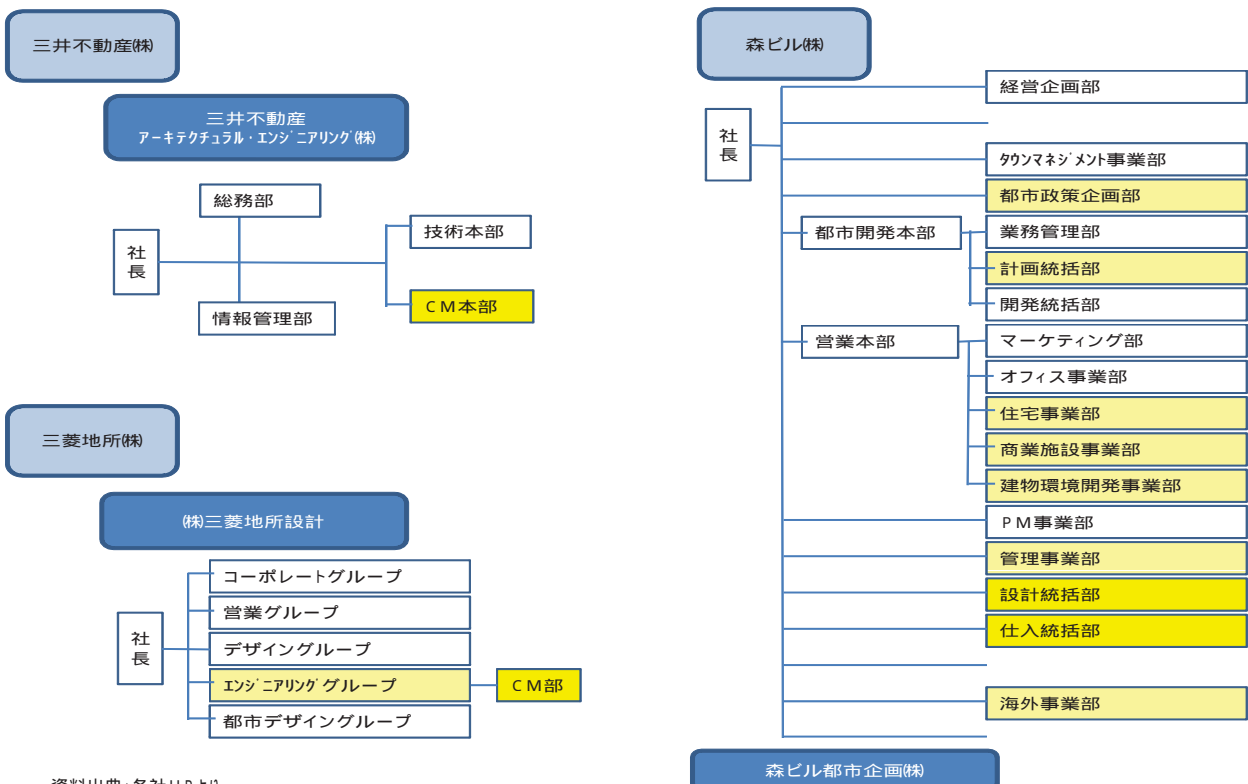 三井不動産㈱
三井不動産
アーキテクチュラル・エンジニアリング㈱
総務部
社長
技術本部
CM本部
情報管理部
三菱地所㈱
㈱三菱地所設計
社長
コーポレートグループ
営業グループ
デザイングループ
エンジニアリンググループ
CM部
都市デザイングループ
資料出典:各社HPより
森ビル㈱
社長
経営企画部
タウンマネジメント事業部
都市政策企画部
都市開発本部
業務管理部
計画統括部
開発統括部
営業本部
マーケティング部
オフィス事業部
住宅事業部
商業施設事業部
建物環境開発事業部
PM事業部
管理事業部
設計統括部
仕入統括部
海外事業部
森ビル都市企画㈱